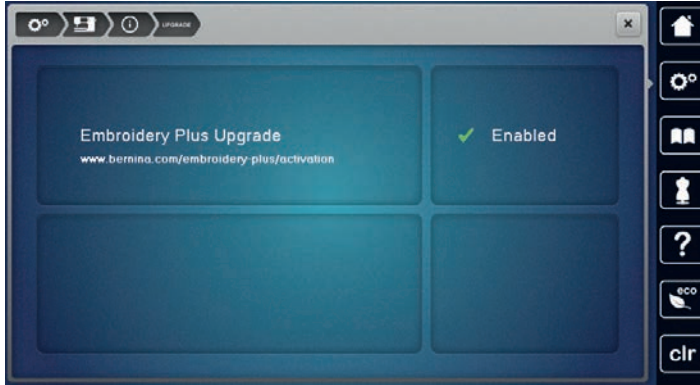 UPGRADE
Embroidery Plus Upgrade
www.bernina.com/embroidery-plus/activation
Enabled
?
eco
clr